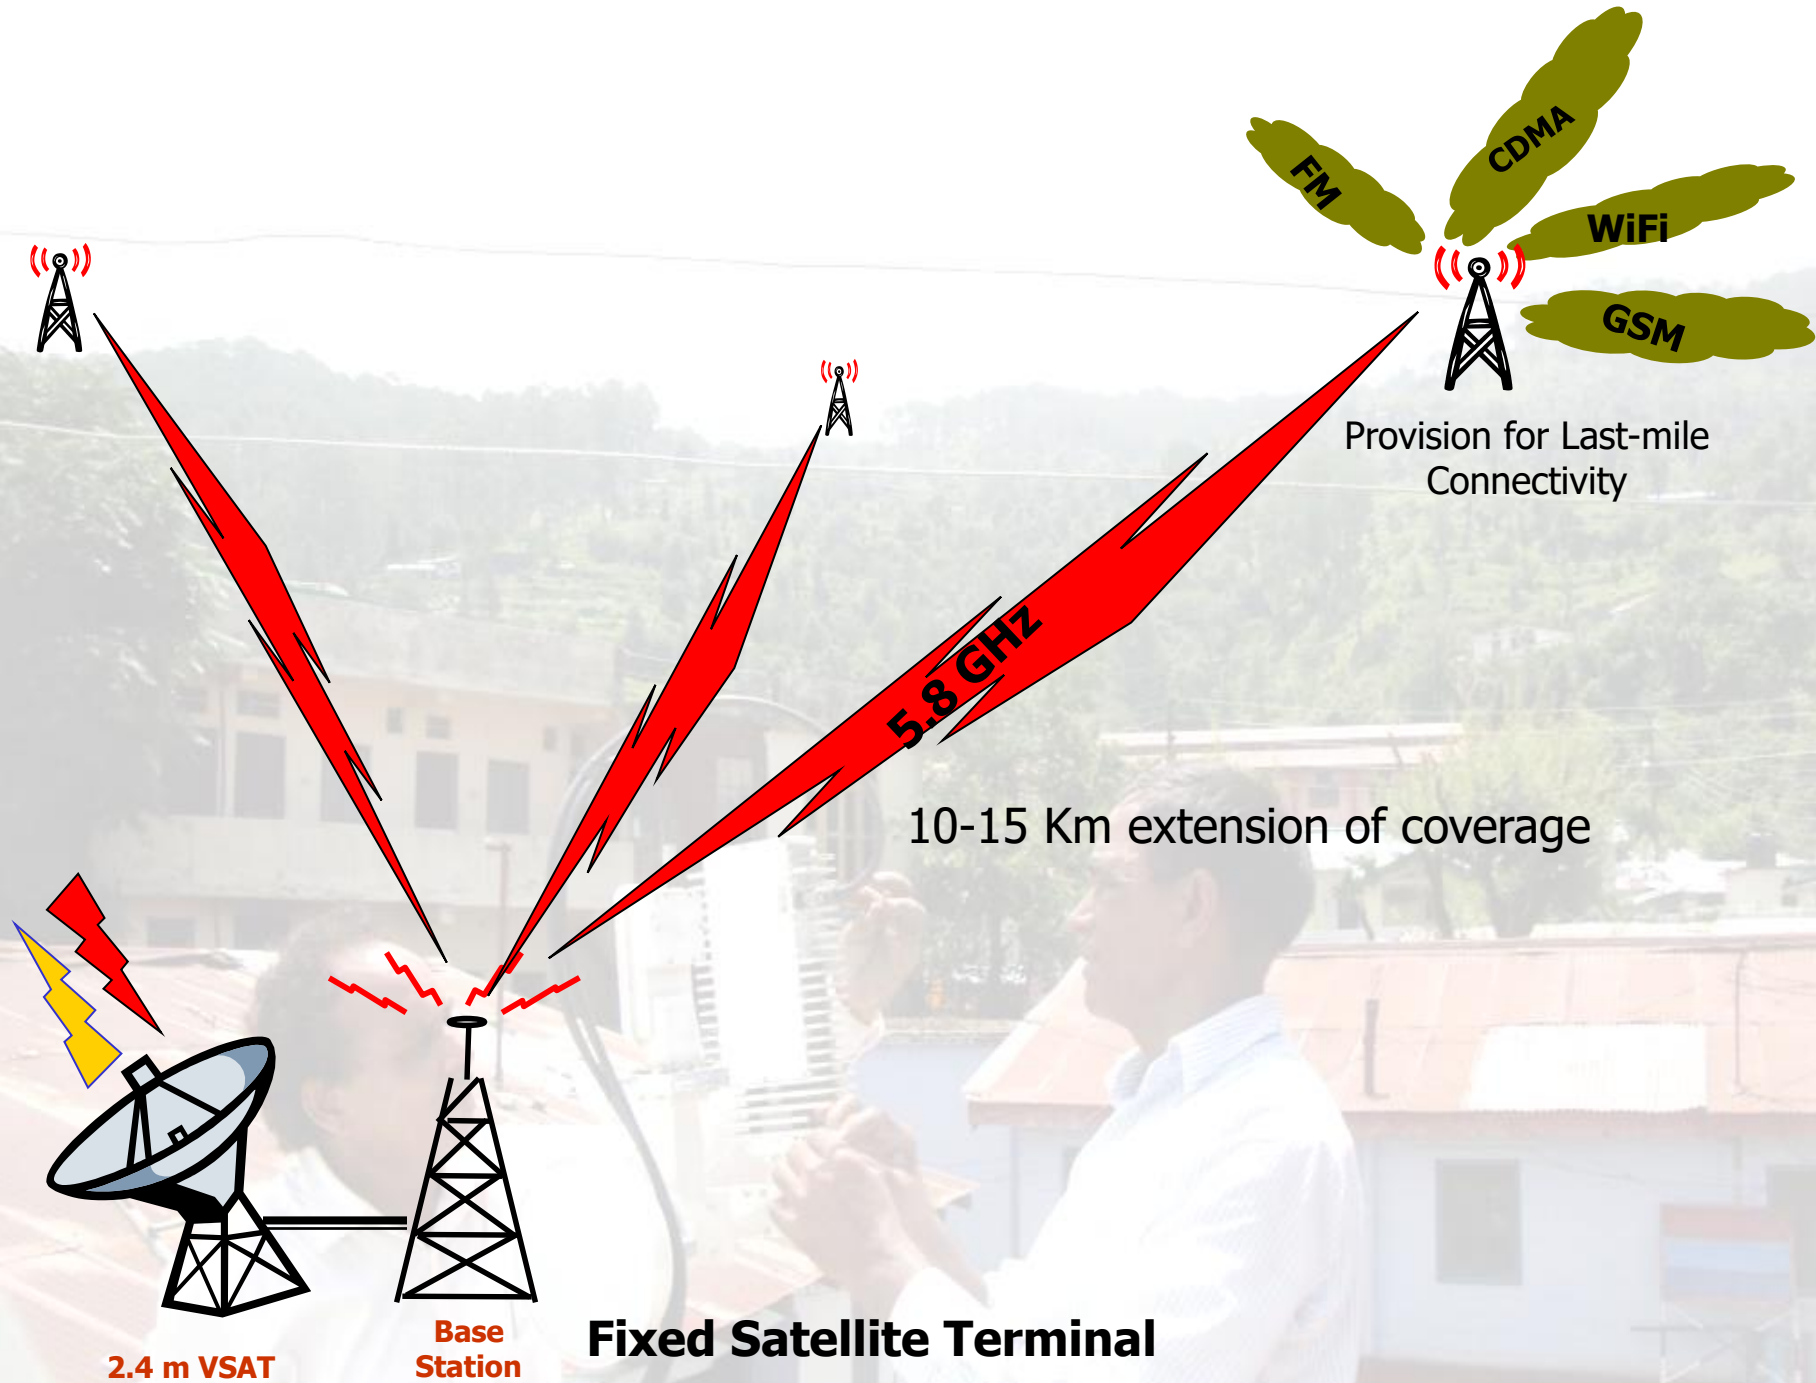 FM
CDMA
WiFi
GSM
Provision for Last-mile
Connectivity
5.8 GHz
10-15 Km extension of coverage
Base
Station
2.4 m VSAT
Fixed Satellite Terminal